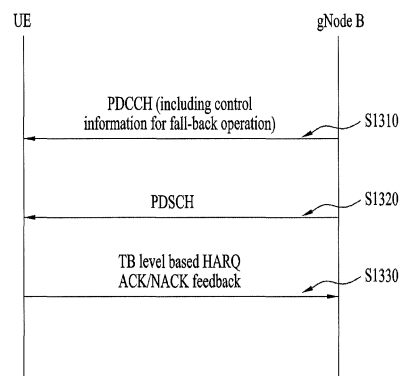 UE
gNode B
PDCCH (including control
information for fall-back operation)
S1310
PDSCH
S1320
TB level based HARQ
ACK/NACK feedback
S1330